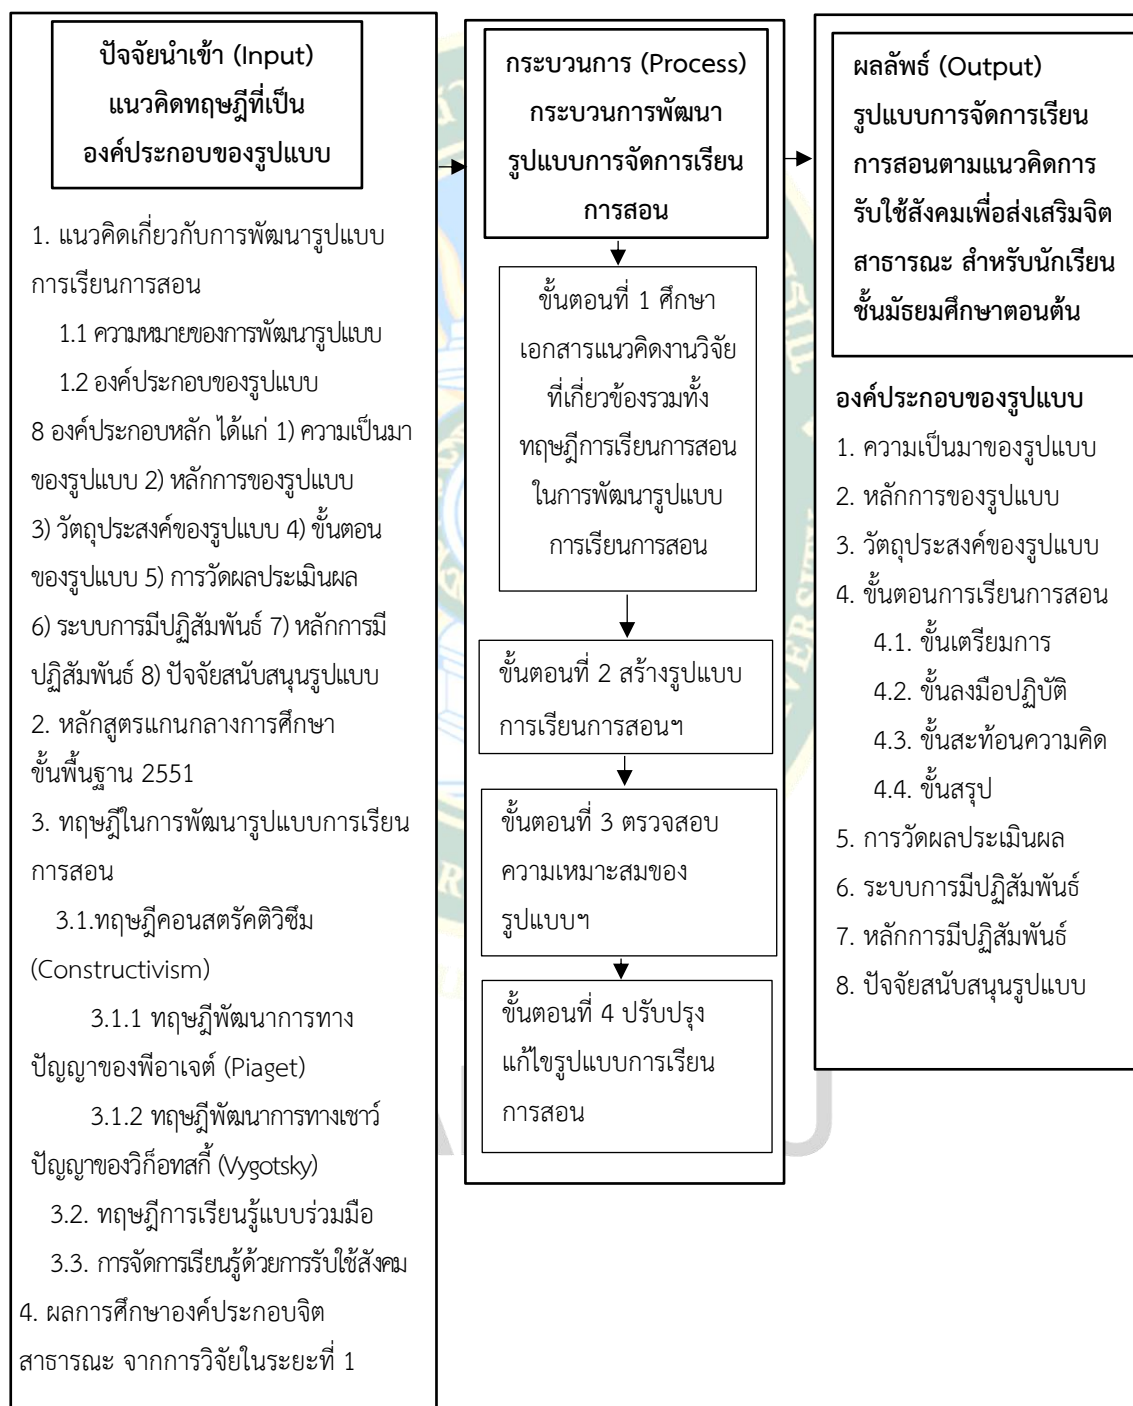 ปัจจัยนำเข้า (Input)
แนวคิดทฤษฎีที่เป็น
องค์ประกอบของรูปแบบ
1. แนวคิดเกี่ยวกับการพัฒนารูปแบบ
การเรียนการสอน
1.1 ความหมายของการพัฒนารูปแบบ
1.2 องค์ประกอบของรูปแบบ
8 องค์ประกอบหลัก ได้แก่ 1) ความเป็นมา
ของรูปแบบ 2) หลักการของรูปแบบ
3) วัตถุประสงค์ของรูปแบบ 4) ขั้นตอน
ของรูปแบบ 5) การวัดผลประเมินผล
6) ระบบการมีปฏิสัมพันธ์ 7) หลักการมี
ปฏิสัมพันธ์ 8) ปัจจัยสนับสนุนรูปแบบ
2. หลักสูตรแกนกลางการศึกษา
ขั้นพื้นฐาน 2551
3. ทฤษฎีในการพัฒนารูปแบบการเรียน
การสอน
3.1.ทฤษฎีคอนสตรัคติวิซึม
(Constructivism)
3.1.1 ทฤษฎีพัฒนาการทาง
ปัญญาของพีอาเจต์ (Piaget)
3.1.2 ทฤษฎีพัฒนาการทางเชาว์
ปัญญาของวิก็อทสกี้ (Vygotsky)
3.2. ทฤษฎีการเรียนรู้แบบร่วมมือ
3.3. การจัดการเรียนรู้ด้วยการรับใช้สังคม
4. ผลการศึกษาองค์ประกอบจิต
สาธารณะ จากการวิจัยในระยะที่ 1
กระบวนการ (Process)
กระบวนการพัฒนา
รูปแบบการจัดการเรียน
การสอน
ขั้นตอนที่ 1 ศึกษา
เอกสารแนวคิดงานวิจัย
ที่เกี่ยวข้องรวมทั้ง
ทฤษฎีการเรียนการสอน
ในการพัฒนารูปแบบ
การเรียนการสอน
ขั้นตอนที่ 2 สร้างรูปแบบ
การเรียนการสอนฯ
ขั้นตอนที่ 3 ตรวจสอบ
ความเหมาะสมของ
รูปแบบฯ
ขั้นตอนที่ 4 ปรับปรุง
แก้ไขรูปแบบการเรียน
การสอน
ผลลัพธ์ (Output)
รูปแบบการจัดการเรียน
การสอนตามแนวคิดการ
รับใช้สังคมเพื่อส่งเสริมจิต
สาธารณะ สำหรับนักเรียน
ชั้นมัธยมศึกษาตอนต้น
องค์ประกอบของรูปแบบ
1. ความเป็นมาของรูปแบบ
2. หลักการของรูปแบบ
3. วัตถุประสงค์ของรูปแบบ
4. ขั้นตอนการเรียนการสอน
4.1. ขั้นเตรียมการ
4.2. ขั้นลงมือปฏิบัติ
4.3. ขั้นสะท้อนความคิด
4.4. ขั้นสรุป
5. การวัดผลประเมินผล
6. ระบบการมีปฏิสัมพันธ์
7. หลักการมีปฏิสัมพันธ์
8. ปัจจัยสนับสนุนรูปแบบ